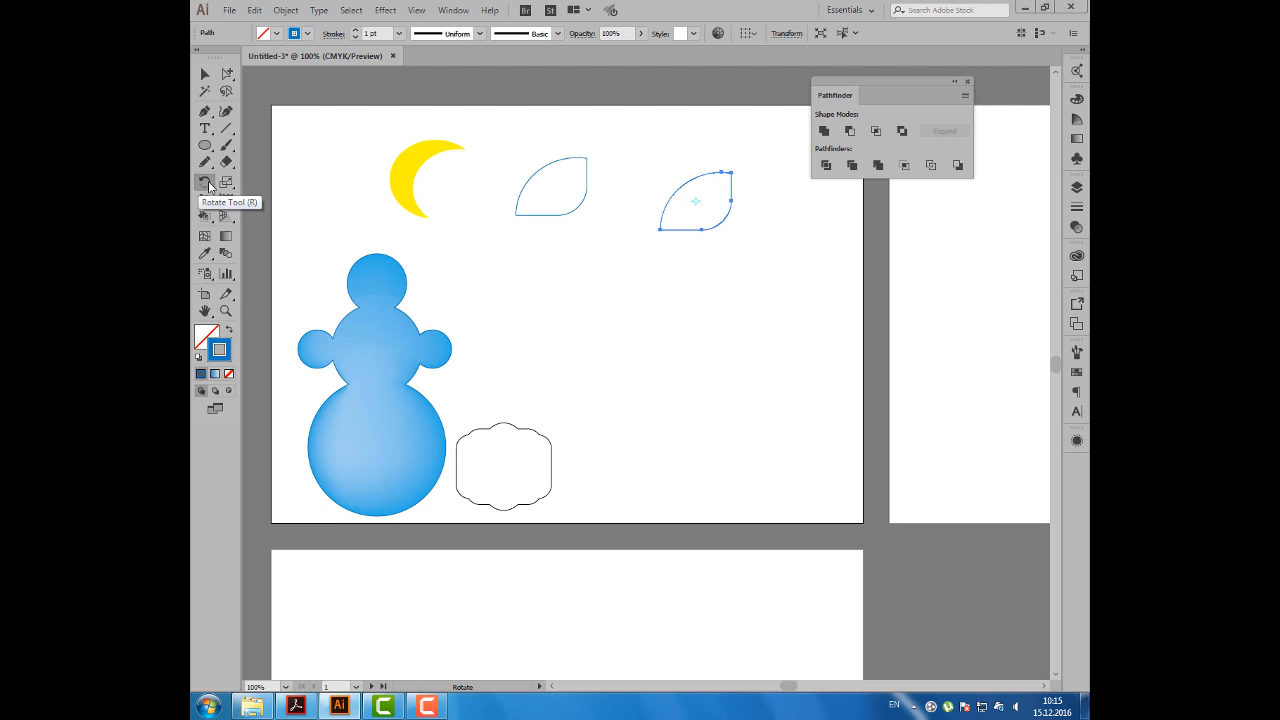 Ai File Edit Object Type Select Effect View Window Help Br St Essentials Search Adobe Stock
Path Stroke: 1 pt Uniform Basic Opacity: 100% Style: Transform
Untitled-3* @ 100% (CMYK/Preview)
Pathfinder
Shape Modes:
Expand
Pathfinders:
Rotate Tool (R)
100% 1 Rotate
Ai EN 10:15
15.12.2016